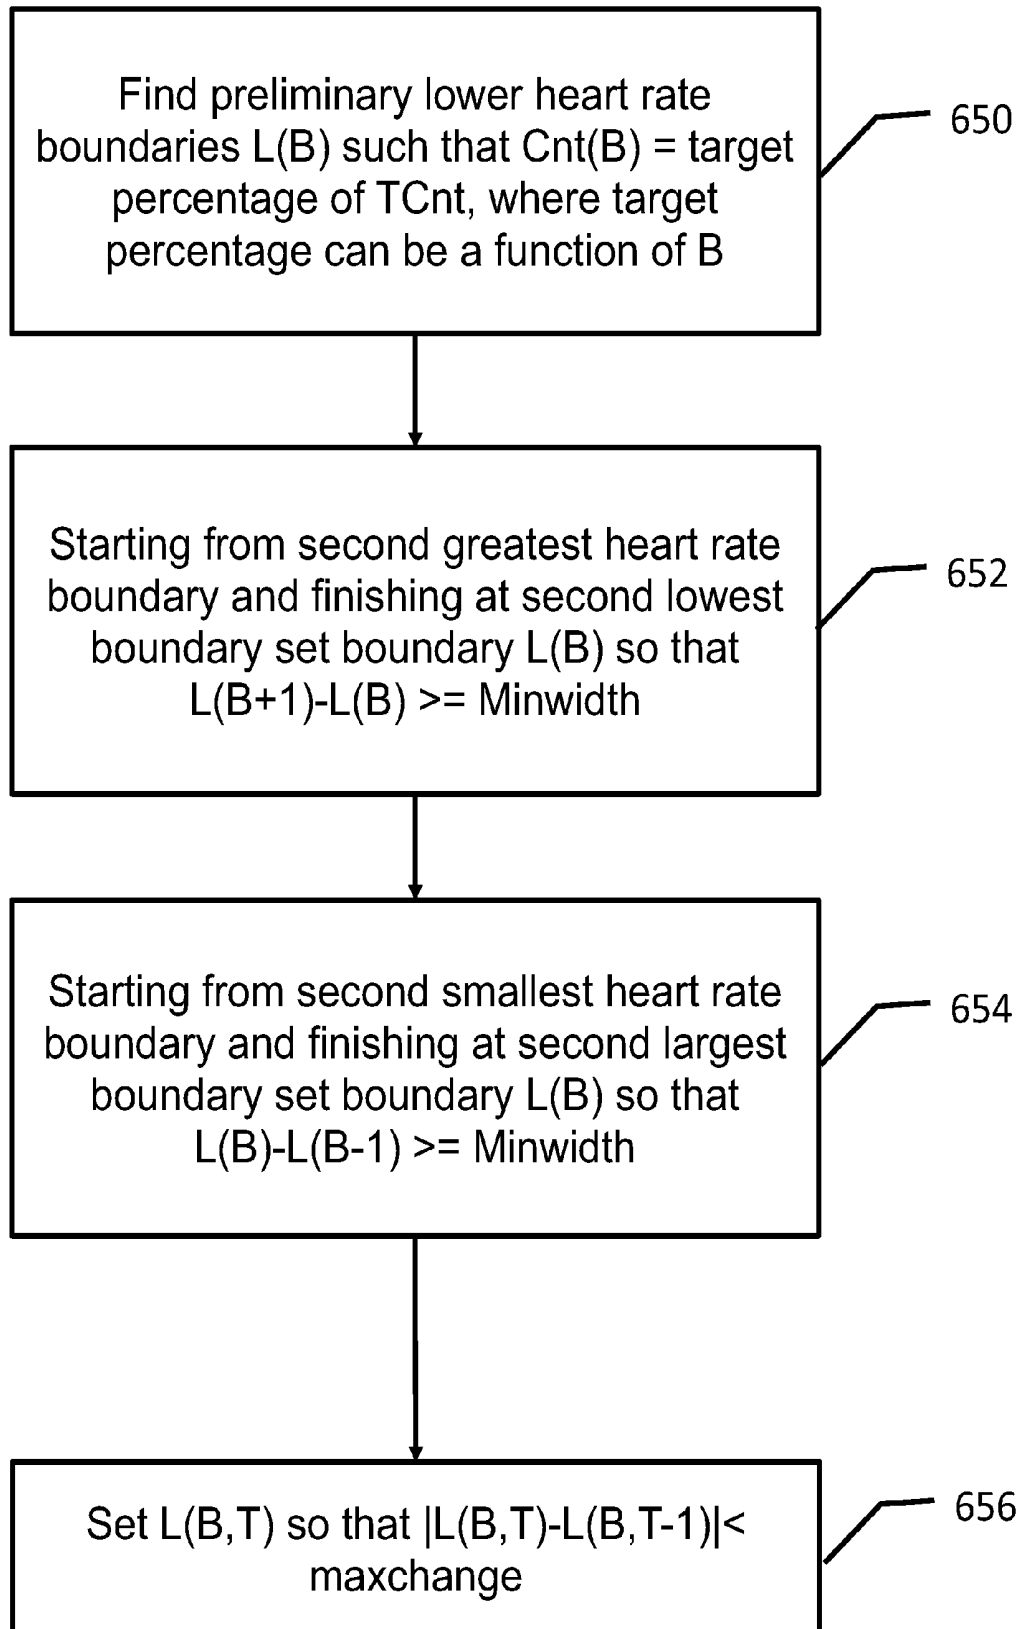 Find preliminary lower heart rate
boundaries L(B) such that Cnt(B) = target
percentage of TCnt, where target
percentage can be a function of B
650
Starting from second greatest heart rate
boundary and finishing at second lowest
boundary set boundary L(B) so that
L(B+1)-L(B) >= Minwidth
652
Starting from second smallest heart rate
boundary and finishing at second largest
boundary set boundary L(B) so that
L(B)-L(B-1) >= Minwidth
654
Set L(B,T) so that |L(B,T)-L(B,T-1)|<
maxchange
656